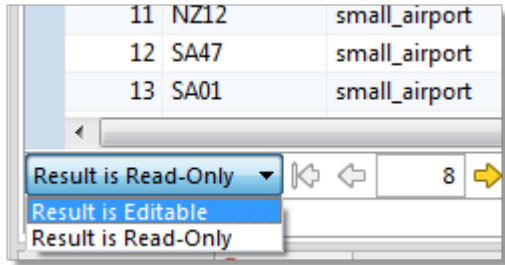 11 NZ12 small_airport
12 SA47 small_airport
13 SA01 small_airport
Result is Read-Only 8
Result is Editable
Result is Read-Only